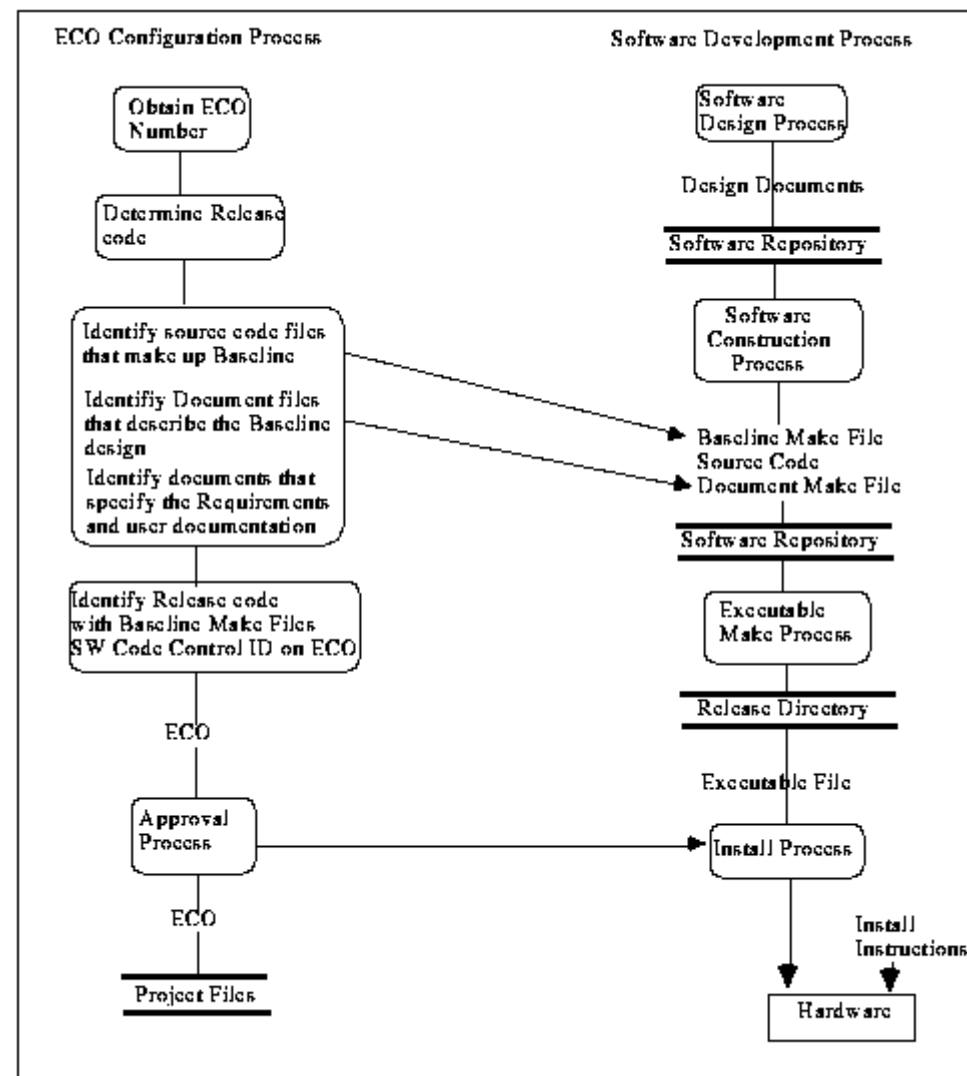 ECO Configuration Process
Obtain ECO
Number
Determine Release
code
Identify source code files
that make up Baseline
Identifiy Document files
that describe the Baseline
design
Identify documents that
specify the Requirements
and user documentation
Identify Release code
with Baseline Make Files
SW Code Control ID on ECO
ECO
Approval
Process
ECO
Project Files
Software Development Process
Software
Design Process
Design Documents
Software Repository
Software
Construction
Process
Baseline Make File
Source Code
Document Make File
Software Repository
Executable
Make Process
Release Directory
Executable File
Install Process
Install
Instructions
Hardware